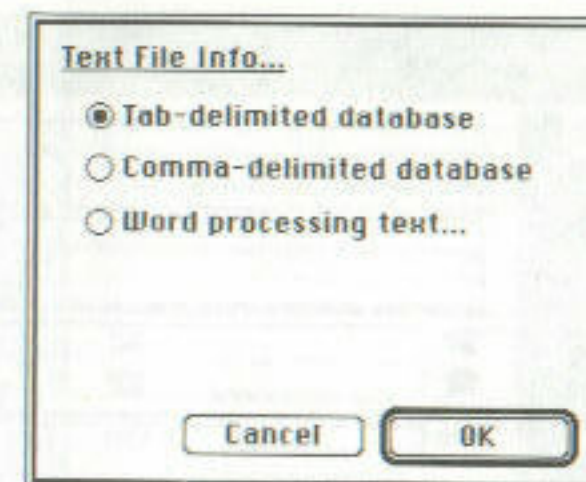 Text File Info...
Tab-delimited database
Comma-delimited database
Word processing text...
Cancel OK